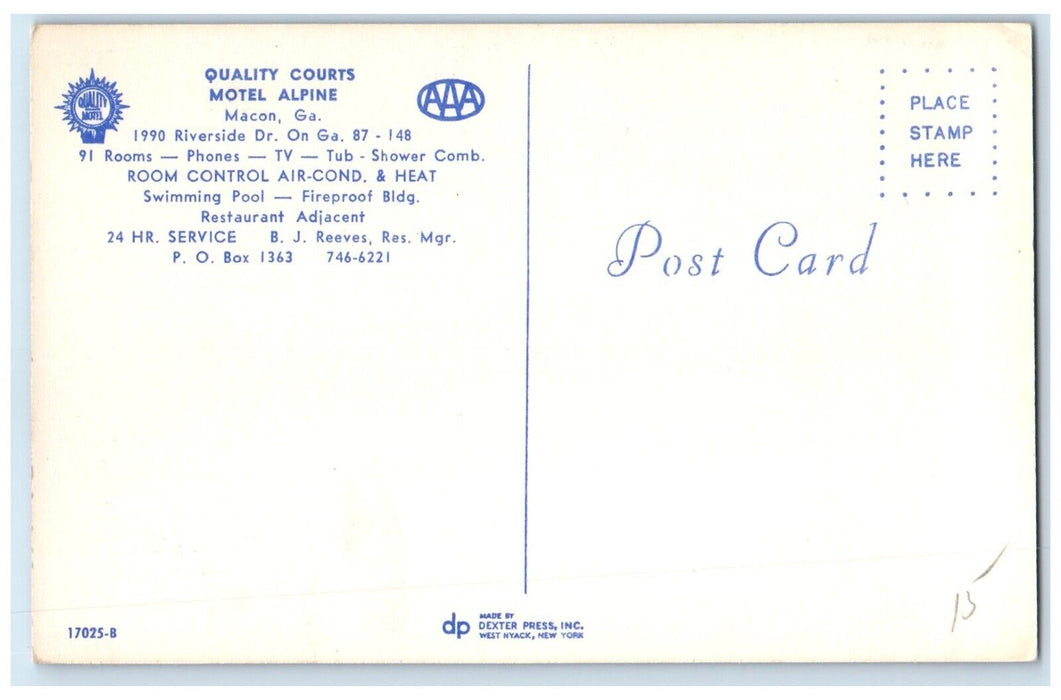 QUALITY COURTS
MOTEL ALPINE
Macon, Ga.
1990 Riverside Dr. On Ga. 87 - 148
91 Rooms — Phones — TV — Tub - Shower Comb.
ROOM CONTROL AIR-COND. & HEAT
Swimming Pool — Fireproof Bldg.
Restaurant Adjacent
24 HR. SERVICE B. J. Reeves, Res. Mgr.
P. O. Box 1363 746-6221
QUALITY
MOTEL
AAA
PLACE
STAMP
HERE
Post Card
17025-B
dp
MADE BY
DEXTER PRESS, INC.
WEST NYACK, NEW YORK